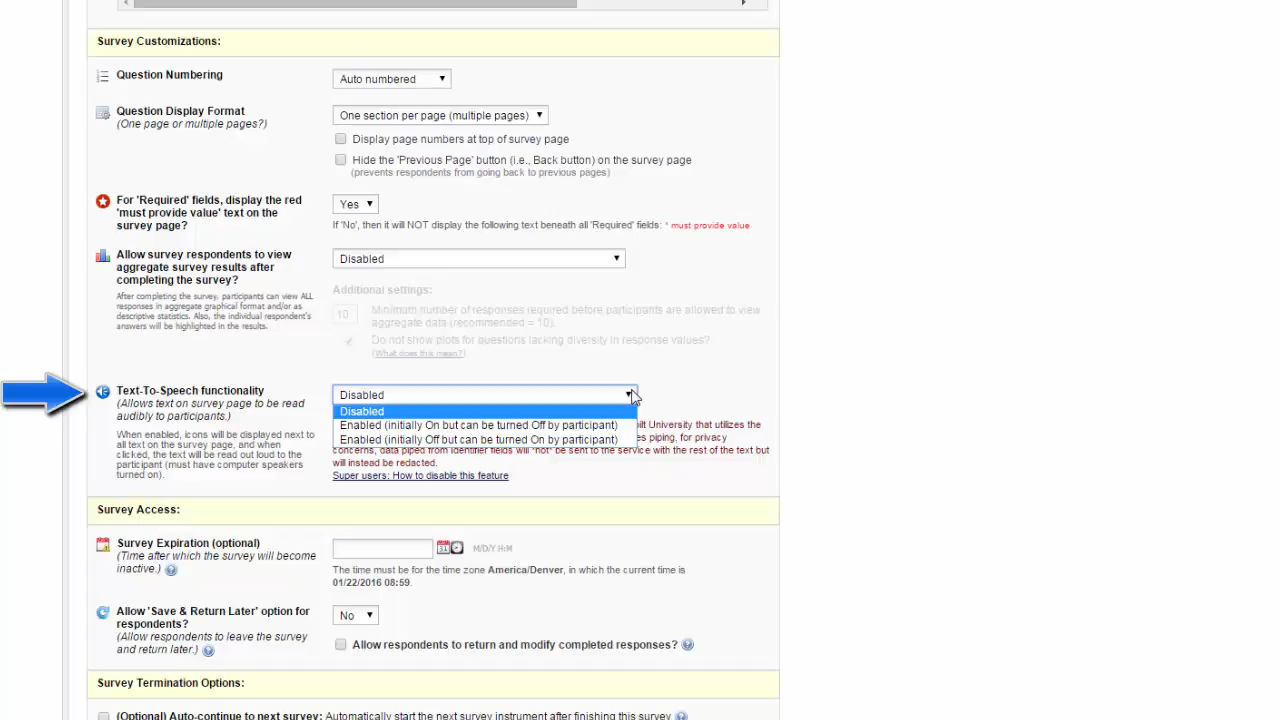 Survey Customizations:
Question Numbering
Auto numbered
Question Display Format
(One page or multiple pages?)
One section per page (multiple pages)
Display page numbers at top of survey page
Hide the 'Previous Page' button (i.e., Back button) on the survey page
(prevents respondents from going back to previous pages)
For 'Required' fields, display the red
'must provide value' text on the
survey page?
Yes
If 'No', then it will NOT display the following text beneath all 'Required' fields: * must provide value
Allow survey respondents to view
aggregate survey results after
completing the survey?
After completing the survey, participants can view ALL
responses in aggregate graphical format and/or as
descriptive statistics. Also, the individual respondent's
answers will be highlighted in the results.
Disabled
Additional settings:
10
Minimum number of responses required before participants are allowed to view
aggregate data (recommended = 10).
Do not show plots for questions lacking diversity in response values?
(What does this mean?)
Text-To-Speech functionality
(Allows text on survey page to be read
audibly to participants.)
When enabled, icons will be displayed next to
all text on the survey page, and when
clicked, the text will be read out loud to the
participant (must have computer speakers
turned on).
Disabled
Disabled
Enabled (initially On but can be turned Off by participant)
Enabled (initially Off but can be turned On by participant)
University that utilizes the
piping, for privacy
concerns, data piped from Identifier fields will *not* be sent to the service with the rest of the text but
will instead be redacted.
Super users: How to disable this feature
Survey Access:
Survey Expiration (optional)
(Time after which the survey will become
inactive.)
31
M/D/Y H:M
The time must be for the time zone America/Denver, in which the current time is
01/22/2016 08:59.
Allow 'Save & Return Later' option for
respondents?
(Allow respondents to leave the survey
and return later.)
No
Allow respondents to return and modify completed responses?
Survey Termination Options:
(Optional) Auto-continue to next survey: Automatically start the next survey instrument after finishing this survey